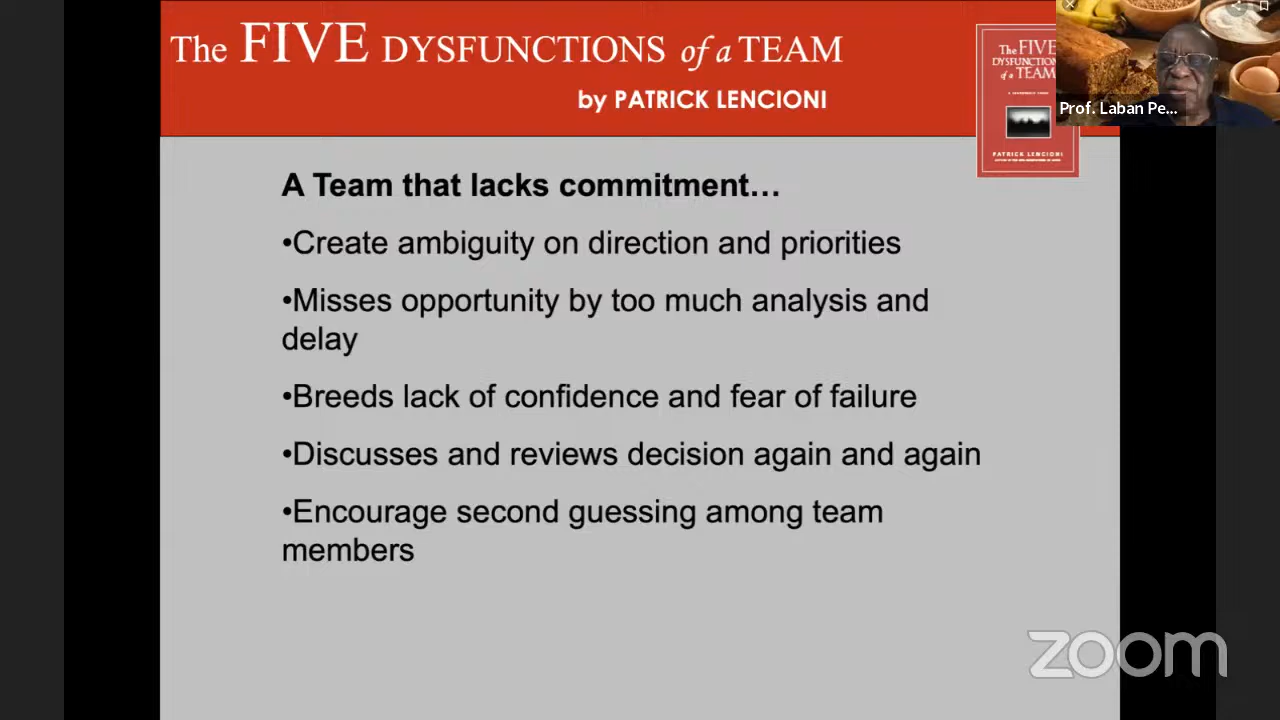 The FIVE DYSFUNCTIONS of a TEAM
by PATRICK LENCIONI
The FIVE
DYSFUNCTIONS
of a TEAM
PATRICK LENCIONI
Prof. Laban Pe...
A Team that lacks commitment…
•Create ambiguity on direction and priorities
•Misses opportunity by too much analysis and
delay
•Breeds lack of confidence and fear of failure
•Discusses and reviews decision again and again
•Encourage second guessing among team
members
zoom